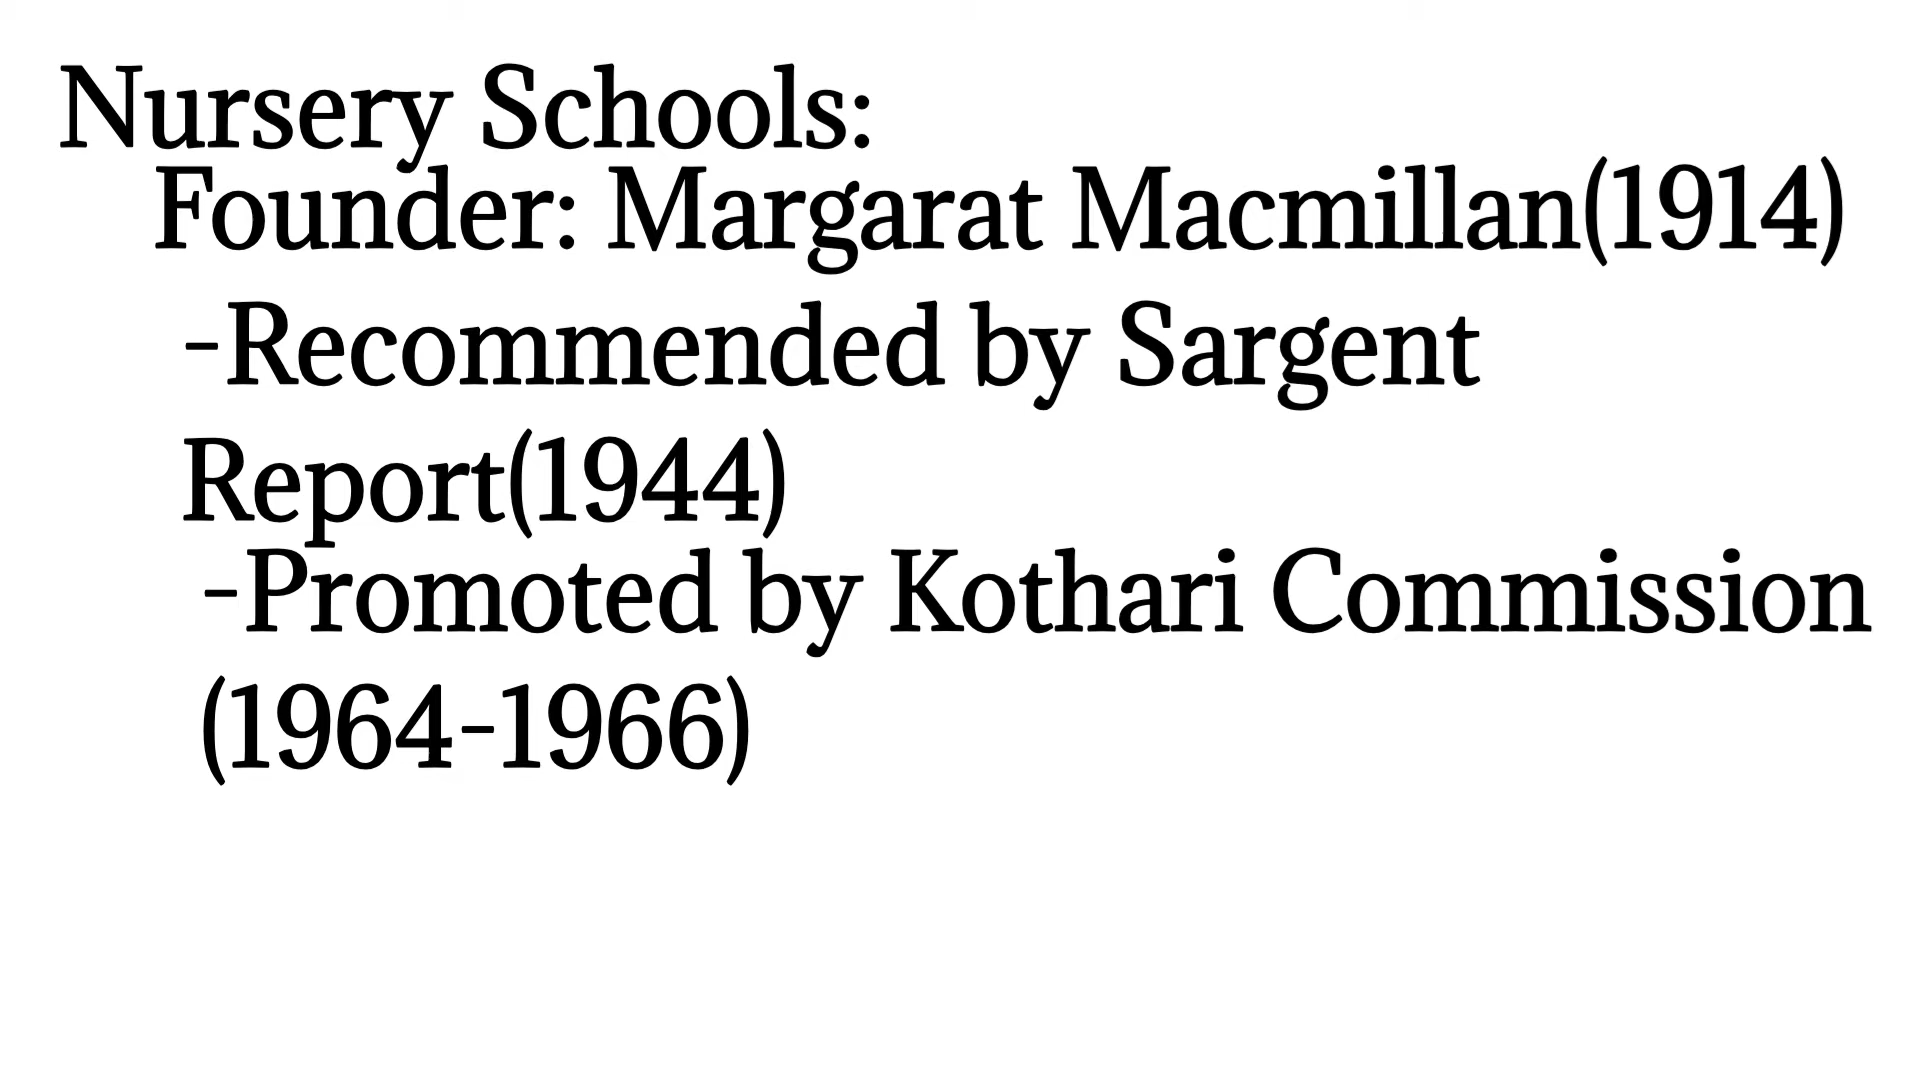 Nursery Schools:
Founder: Margarat Macmillan(1914)
-Recommended by Sargent
Report(1944)
-Promoted by Kothari Commission
(1964-1966)